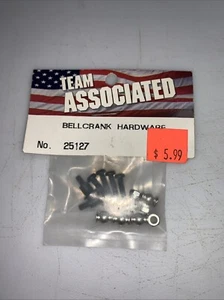 TEAM
ASSOCIATED
BELLCRANK HARDWARE
No. 25127
$ 5.99